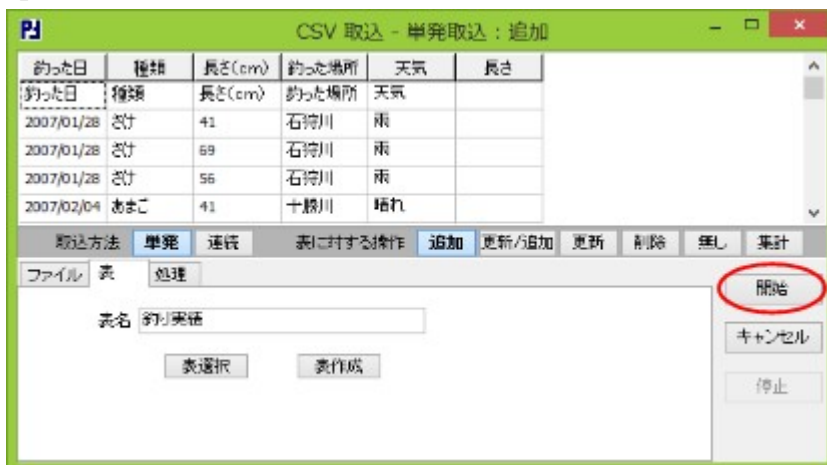 CSV 取込 - 単発取込 : 追加
釣った日 種類 長さ(cm) 釣った場所 天気 長さ
釣った日 種類 長さ(cm) 釣った場所 天気
2007/01/28 さけ 41 石狩川 雨
2007/01/28 さけ 69 石狩川 雨
2007/01/28 さけ 56 石狩川 雨
2007/02/04 あまご 41 十勝川 晴れ
取込方法 単発 連続 表に対する操作 追加 更新/追加 更新 削除 無し 集計
ファイル 表 処理
開始
表名 釣り実績
キャンセル
表選択 表作成
停止